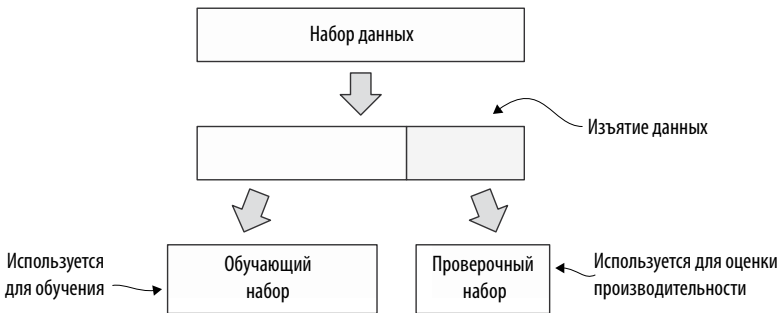 Набор данных
Изъятие данных
Используется
для обучения
Обучающий
набор
Проверочный
набор
Используется для оценки
производительности